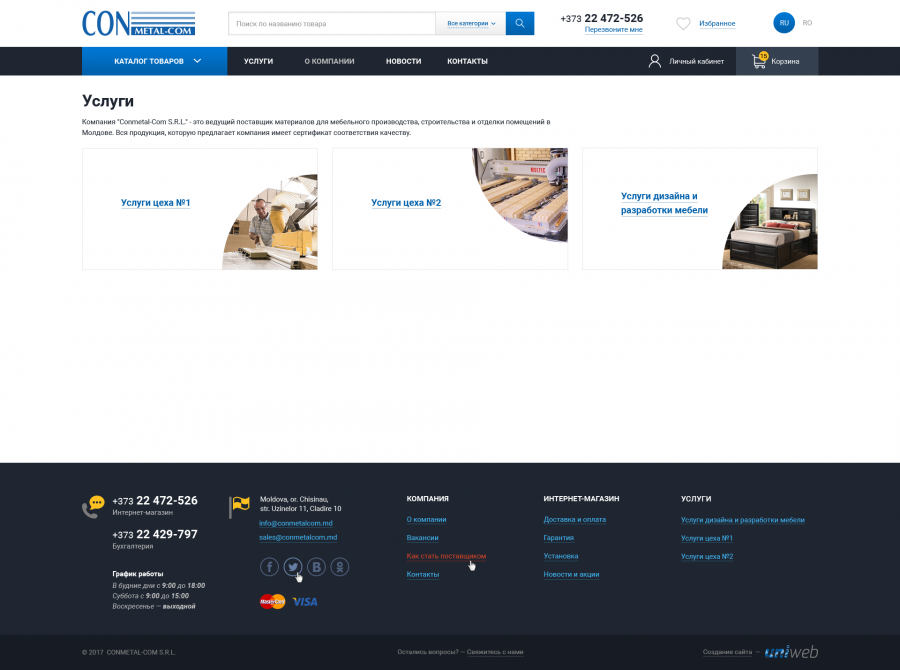 CON
METAL-COM
Поиск по названию товара
Все категории
+373 22 472-526
Перезвоните мне
Избранное
RU
RO
КАТАЛОГ ТОВАРОВ
УСЛУГИ
О КОМПАНИИ
НОВОСТИ
КОНТАКТЫ
Личный кабинет
Корзина
Услуги
Компания "Conmetal-Com S.R.L." - это ведущий поставщик материалов для мебельного производства, строительства и отделки помещений в
Молдове. Вся продукция, которую предлагает компания имеет сертификат соответствия качеству.
Услуги цеха №1
Услуги цеха №2
Услуги дизайна и
разработки мебели
+373 22 472-526
Интернет-магазин
+373 22 429-797
Бухгалтерия
График работы
В будние дни с 9:00 до 18:00
Суббота с 9:00 до 15:00
Воскресенье — выходной
Moldova, or. Chisinau,
str. Uzinelor 11, Cladire 10
info@conmetalcom.md
sales@conmetalcom.md
MasterCard
VISA
КОМПАНИЯ
О компании
Вакансии
Как стать поставщиком
Контакты
ИНТЕРНЕТ-МАГАЗИН
Доставка и оплата
Гарантия
Установка
Новости и акции
УСЛУГИ
Услуги дизайна и разработки мебели
Услуги цеха №1
Услуги цеха №2
© 2017 CONMETAL-COM S.R.L.
Остались вопросы? — Свяжитесь с нами
Создание сайта —
uniweb